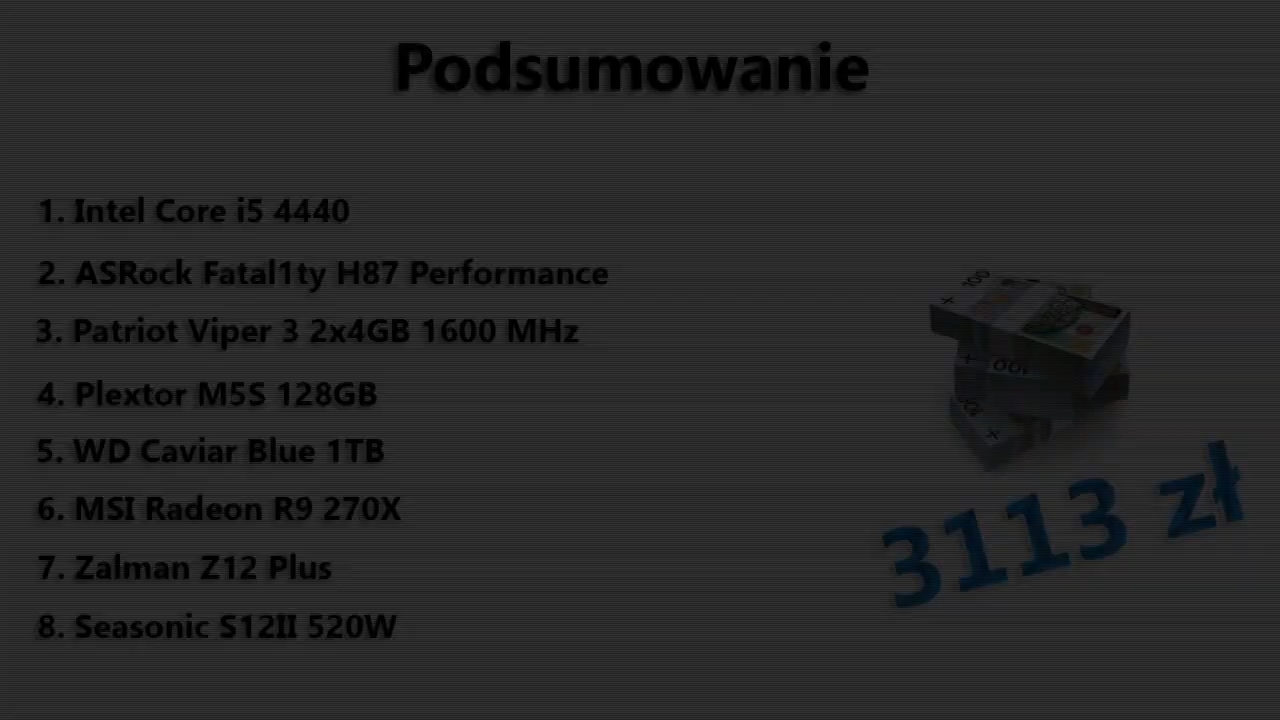 Podsumowanie
1. Intel Core i5 4440
2. ASRock Fatal1ty H87 Performance
3. Patriot Viper 3 2x4GB 1600 MHz
4. Plextor M5S 128GB
5. WD Caviar Blue 1TB
6. MSI Radeon R9 270X
7. Zalman Z12 Plus
8. Seasonic S12II 520W
100
100
3113 zł